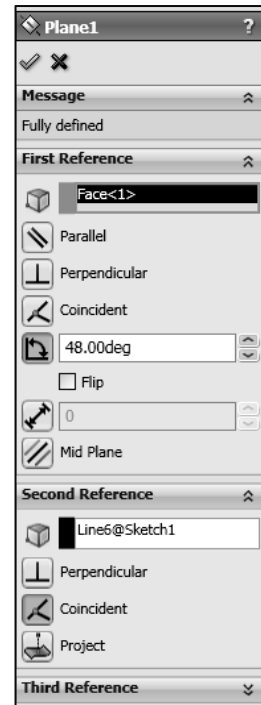 Plane1 ?
Message
Fully defined
First Reference
Face<1>
Parallel
Perpendicular
Coincident
48.00deg
Flip
0
Mid Plane
Second Reference
Line6@Sketch1
Perpendicular
Coincident
Project
Third Reference